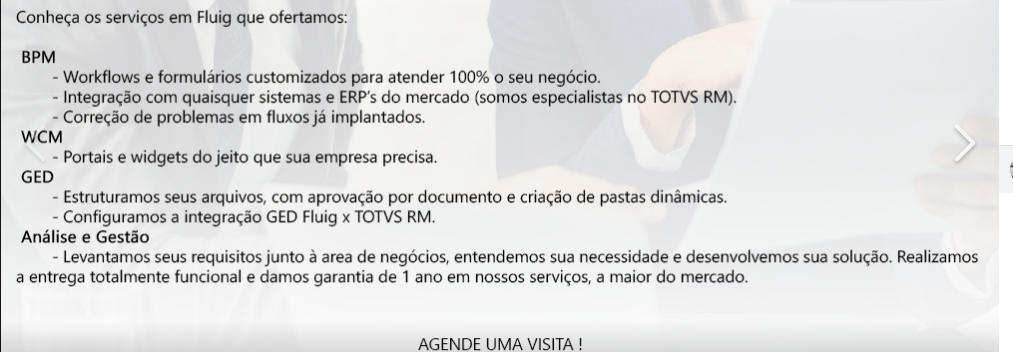 Conheça os serviços em Fluig que ofertamos:
BPM
- Workflows e formulários customizados para atender 100% o seu negócio.
- Integração com quaisquer sistemas e ERP's do mercado (somos especialistas no TOTVS RM).
- Correção de problemas em fluxos já implantados.
WCM
- Portais e widgets do jeito que sua empresa precisa.
GED
- Estruturamos seus arquivos, com aprovação por documento e criação de pastas dinâmicas.
- Configuramos a integração GED Fluig x TOTVS RM.
Análise e Gestão
- Levantamos seus requisitos junto à area de negócios, entendemos sua necessidade e desenvolvemos sua solução. Realizamos
a entrega totalmente funcional e damos garantia de 1 ano em nossos serviços, a maior do mercado.
AGENDE UMA VISITA !